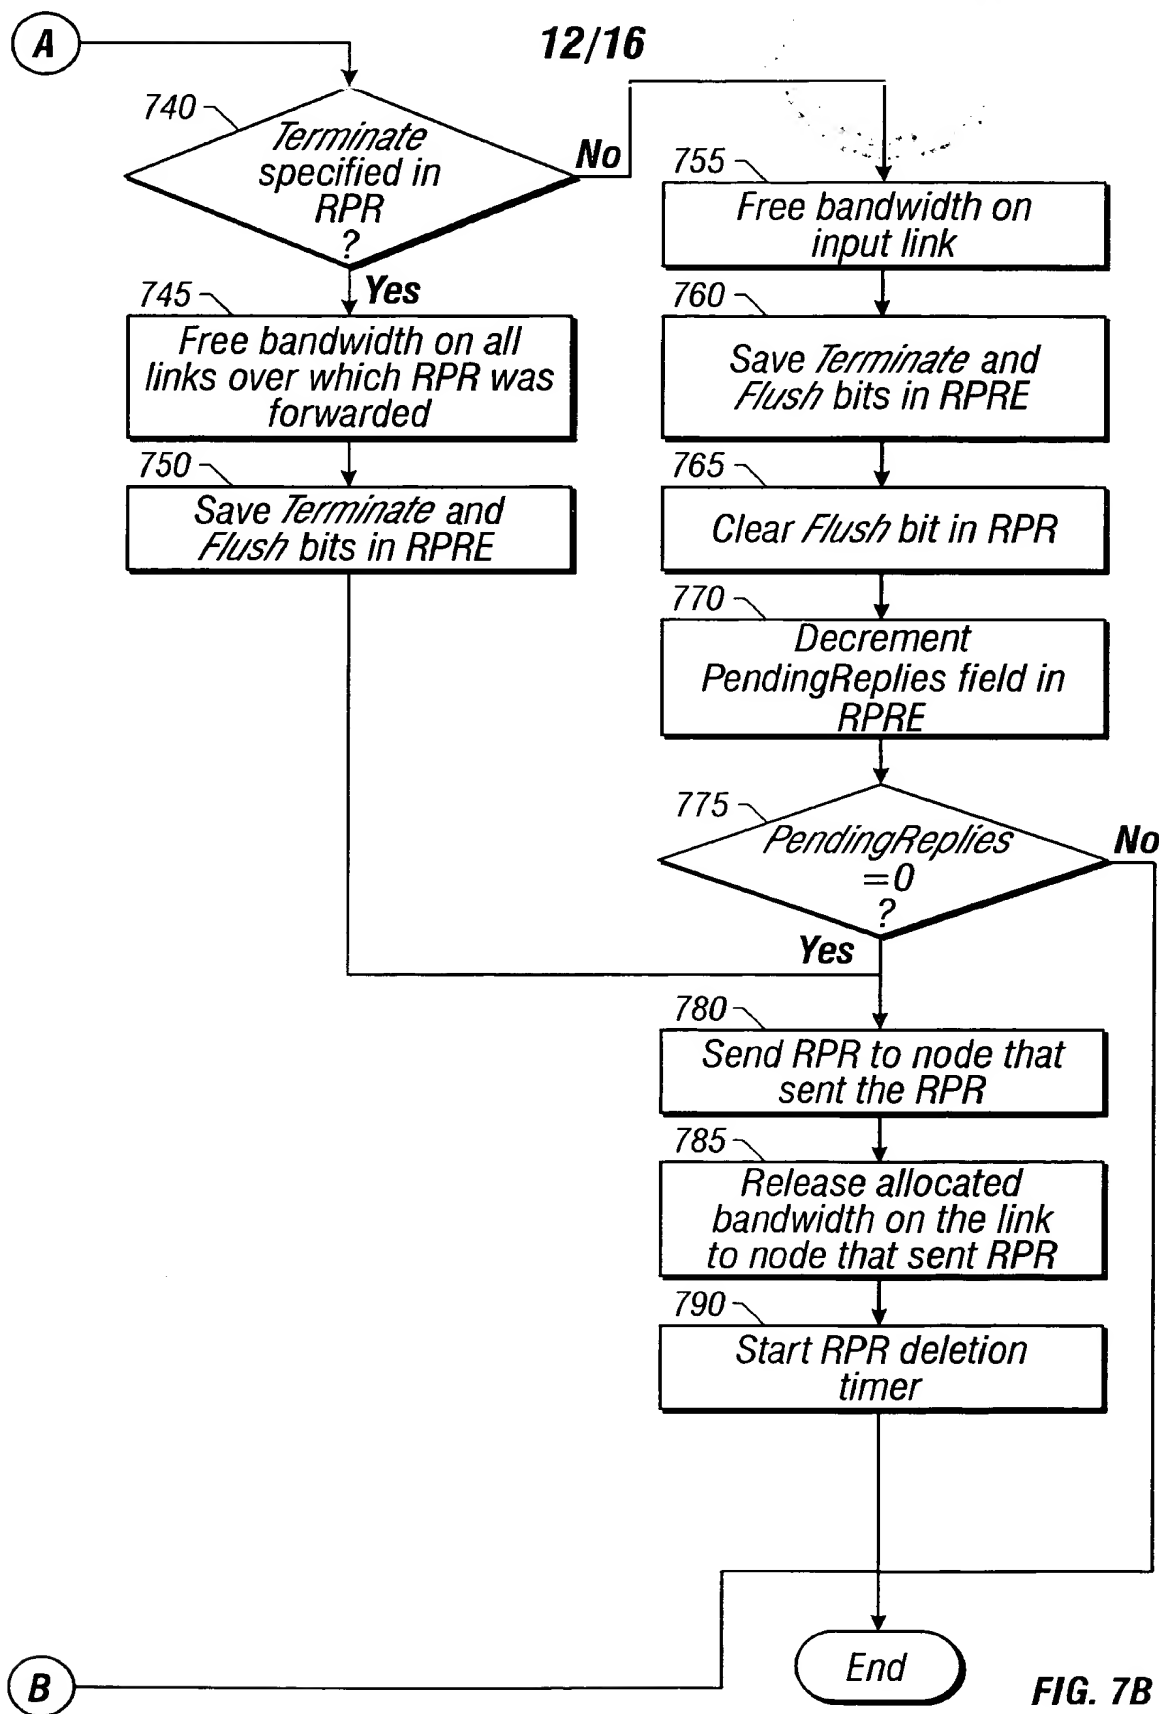 A
12/16
740
Terminate
specified in
RPR
?
No
Yes
745
Free bandwidth on all
links over which RPR was
forwarded
750
Save Terminate and
Flush bits in RPRE
755
Free bandwidth on
input link
760
Save Terminate and
Flush bits in RPRE
765
Clear Flush bit in RPR
770
Decrement
PendingReplies field in
RPRE
775
PendingReplies
=0
?
No
Yes
780
Send RPR to node that
sent the RPR
785
Release allocated
bandwidth on the link
to node that sent RPR
790
Start RPR deletion
timer
End
B
FIG. 7B